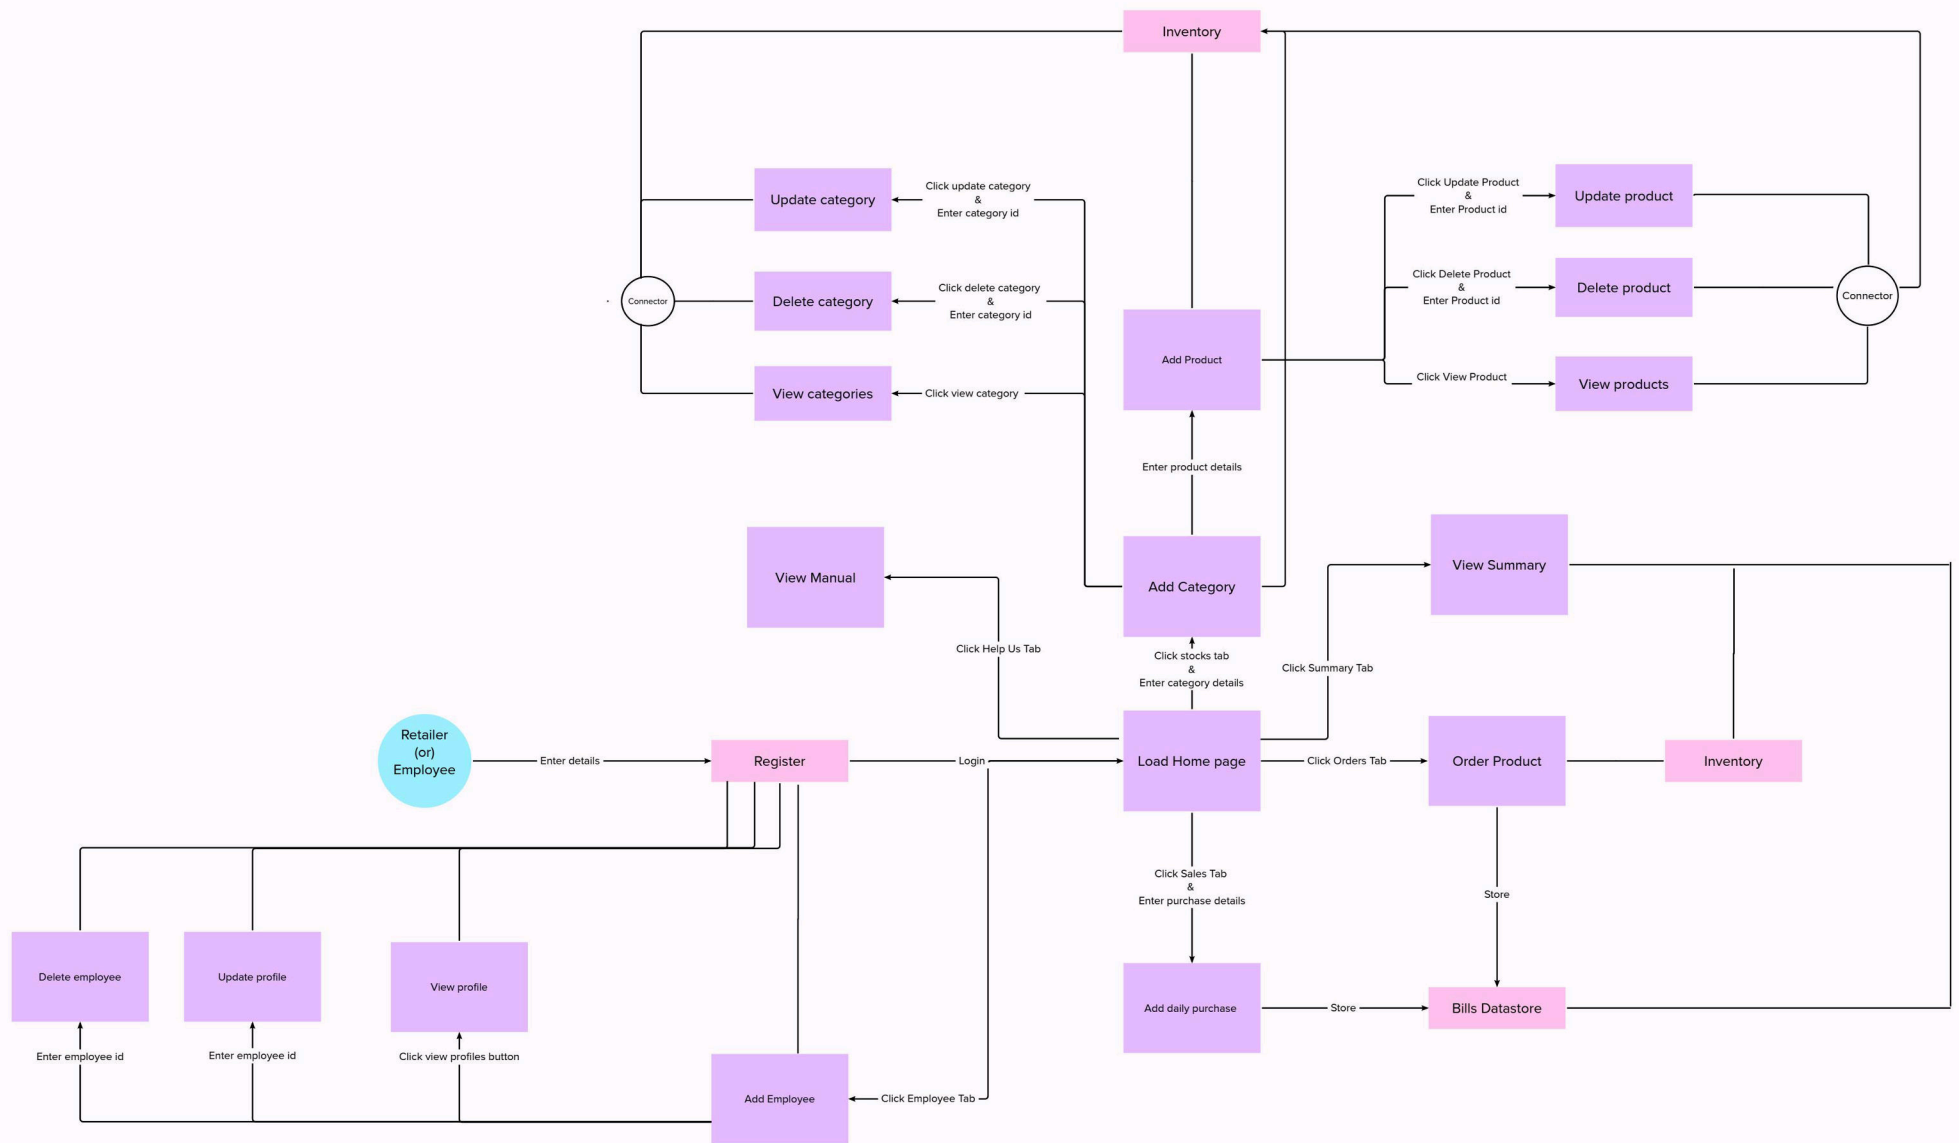 Inventory
Update category
Click update category
&
Enter category id
Click Update Product
&
Enter Product id
Update product
Connector
Delete category
Click delete category
&
Enter category id
Click Delete Product
&
Enter Product id
Delete product
Connector
Add Product
View categories
Click view category
Click View Product
View products
Enter product details
View Manual
Add Category
View Summary
Click Help Us Tab
Click stocks tab
&
Enter category details
Click Summary Tab
Retailer
(or)
Employee
Enter details
Register
Login
Load Home page
Click Orders Tab
Order Product
Inventory
Click Sales Tab
&
Enter purchase details
Store
Delete employee
Update profile
View profile
Add daily purchase
Store
Bills Datastore
Enter employee id
Enter employee id
Click view profiles button
Add Employee
Click Employee Tab